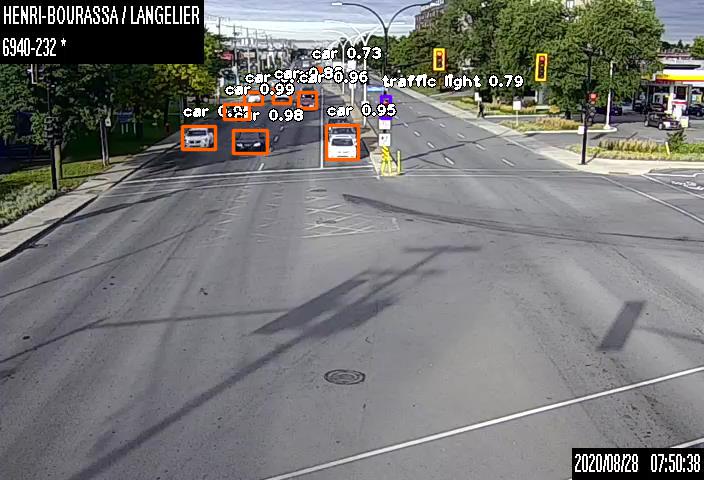 HENRI-BOURASSA / LANGELIER
6940-232 *
car 0.73
car 0.96
traffic light 0.79
car 0.99
car 0.98
car 0.95
2020/08/28 07:50:38